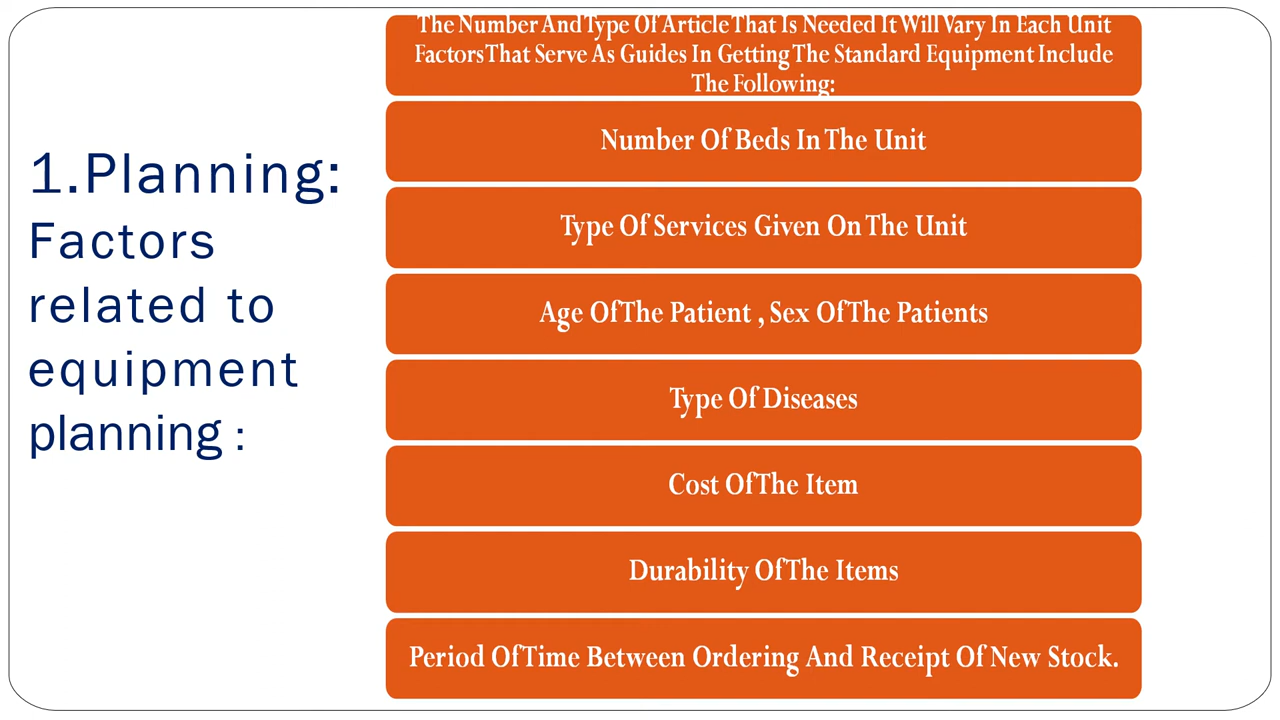 1.Planning:
Factors
related to
equipment
planning :
The Number And Type Of Article That Is Needed It Will Vary In Each Unit
Factors That Serve As Guides In Getting The Standard Equipment Include
The Following:
Number Of Beds In The Unit
Type Of Services Given On The Unit
Age Of The Patient , Sex Of The Patients
Type Of Diseases
Cost Of The Item
Durability Of The Items
Period Of Time Between Ordering And Receipt Of New Stock.